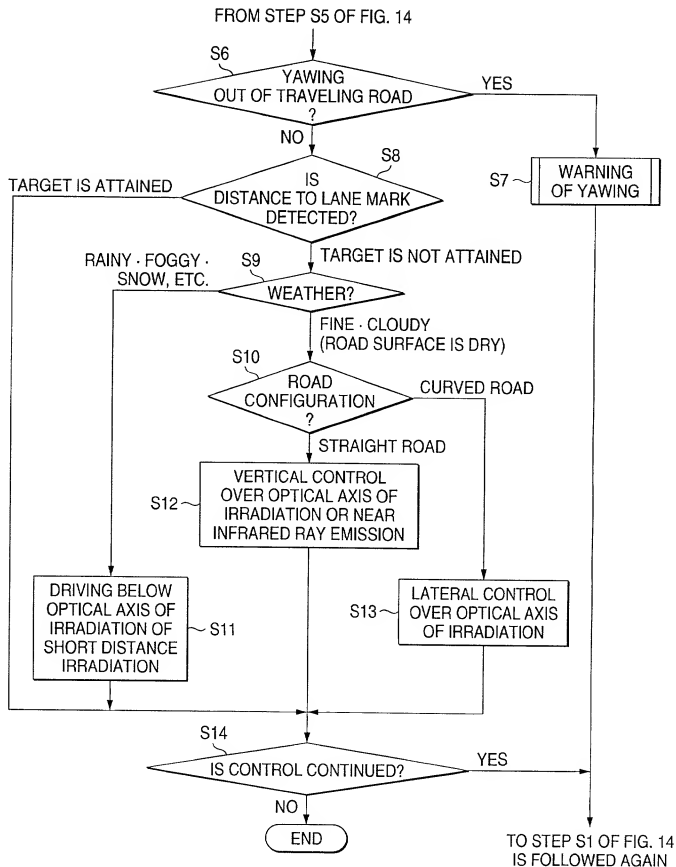 FROM STEP S5 OF FIG. 14
S6
YAWING
OUT OF TRAVELING ROAD
?
YES
NO
S7
WARNING
OF YAWING
S8
IS
DISTANCE TO LANE MARK
DETECTED?
TARGET IS ATTAINED
TARGET IS NOT ATTAINED
RAINY · FOGGY ·
SNOW, ETC.
S9
WEATHER?
FINE · CLOUDY
(ROAD SURFACE IS DRY)
S10
ROAD
CONFIGURATION
?
CURVED ROAD
STRAIGHT ROAD
S12
VERTICAL CONTROL
OVER OPTICAL AXIS OF
IRRADIATION OR NEAR
INFRARED RAY EMISSION
DRIVING BELOW
OPTICAL AXIS OF
IRRADIATION OF
SHORT DISTANCE
IRRADIATION
S11
S13
LATERAL CONTROL
OVER OPTICAL AXIS
OF IRRADIATION
S14
IS CONTROL CONTINUED?
YES
NO
END
TO STEP S1 OF FIG. 14
IS FOLLOWED AGAIN